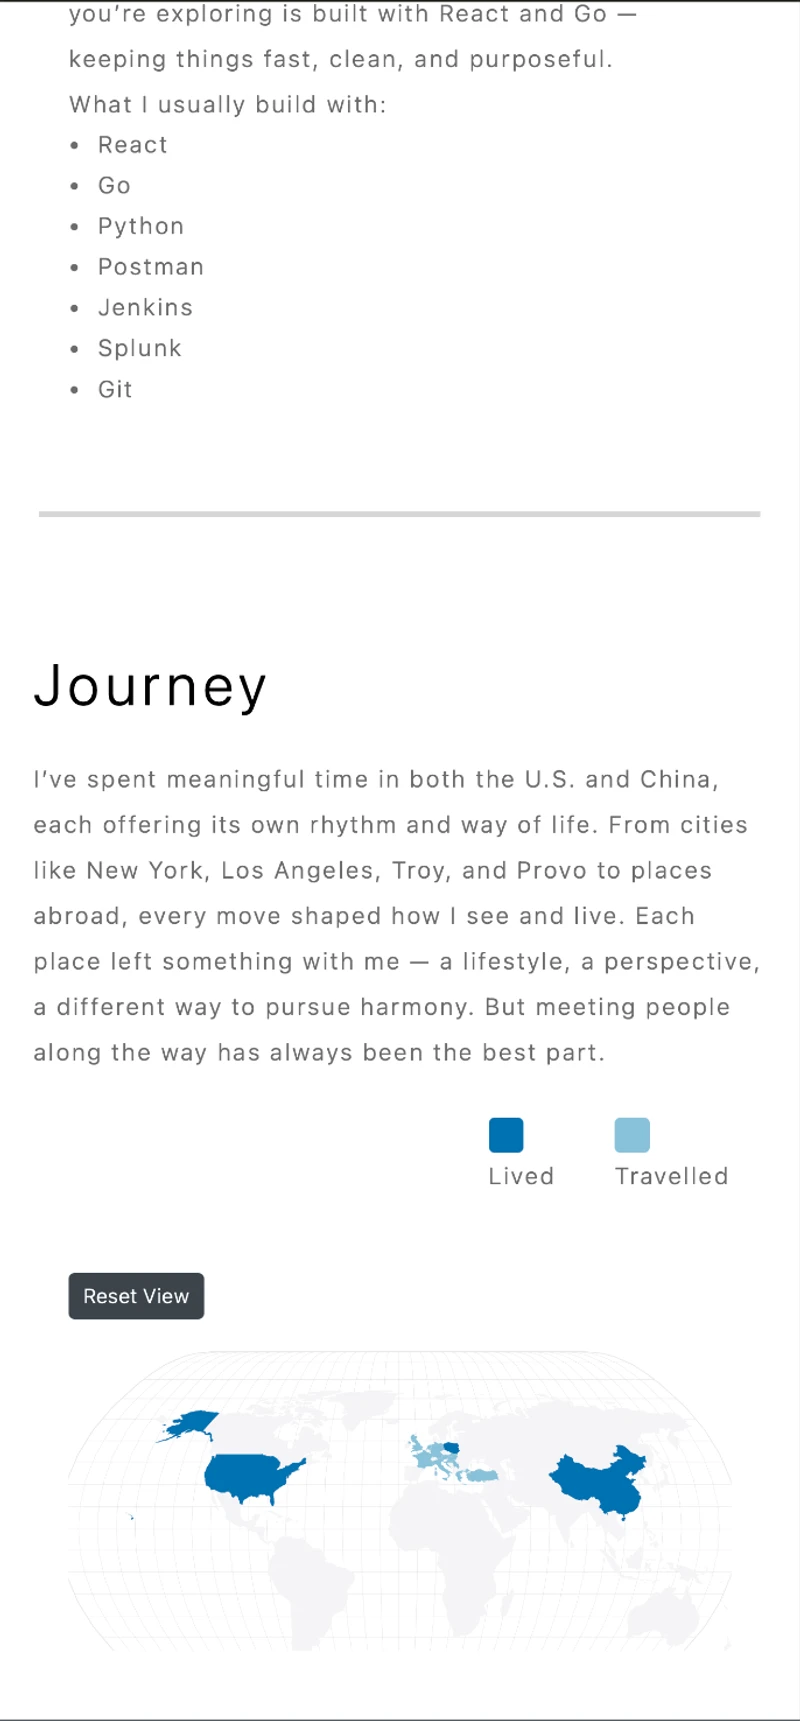 you’re exploring is built with React and Go —
keeping things fast, clean, and purposeful.
What I usually build with:
• React
• Go
• Python
• Postman
• Jenkins
• Splunk
• Git
Journey
I’ve spent meaningful time in both the U.S. and China,
each offering its own rhythm and way of life. From cities
like New York, Los Angeles, Troy, and Provo to places
abroad, every move shaped how I see and live. Each
place left something with me — a lifestyle, a perspective,
a different way to pursue harmony. But meeting people
along the way has always been the best part.
Lived
Travelled
Reset View